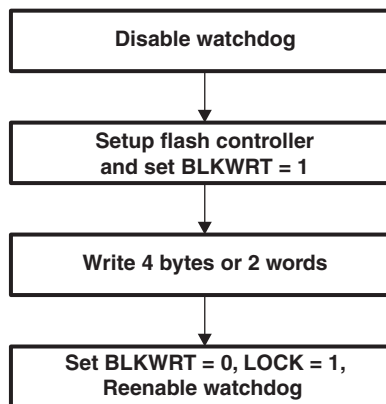 Disable watchdog
Setup flash controller
and set BLKWRT = 1
Write 4 bytes or 2 words
Set BLKWRT = 0, LOCK = 1,
Reenable watchdog